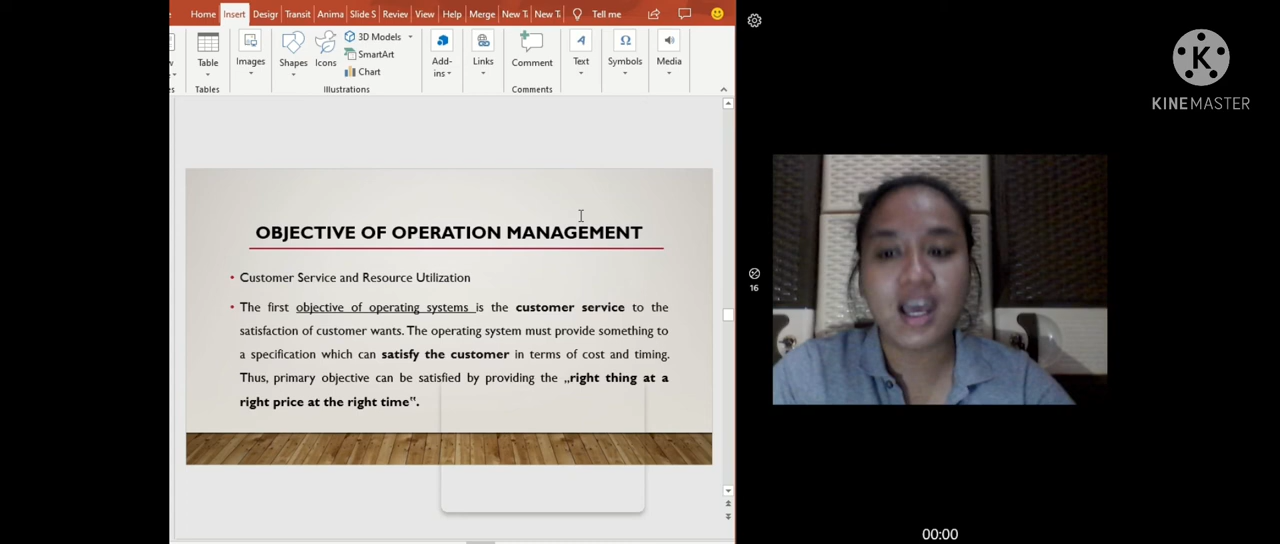 Home Insert Design Transit Anima Slide S Review View Help Merge New T New T Tell me
Table Images Shapes Icons 3D Models SmartArt Chart Add-ins Links Comment Text Symbols Media
Tables Illustrations Comments
KINEMASTER
OBJECTIVE OF OPERATION MANAGEMENT
• Customer Service and Resource Utilization
• The first objective of operating systems is the customer service to the
satisfaction of customer wants. The operating system must provide something to
a specification which can satisfy the customer in terms of cost and timing.
Thus, primary objective can be satisfied by providing the „right thing at a
right price at the right time‟.
16
00:00